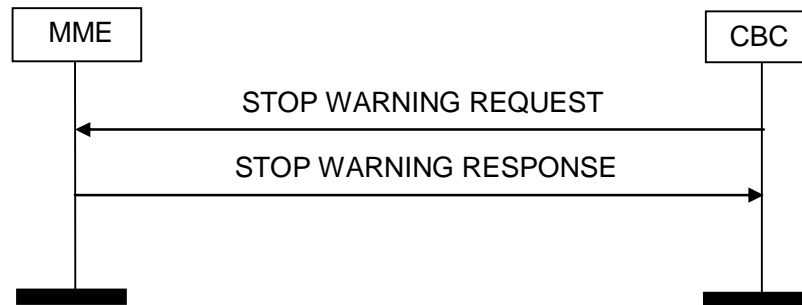 MME
CBC
STOP WARNING REQUEST
STOP WARNING RESPONSE